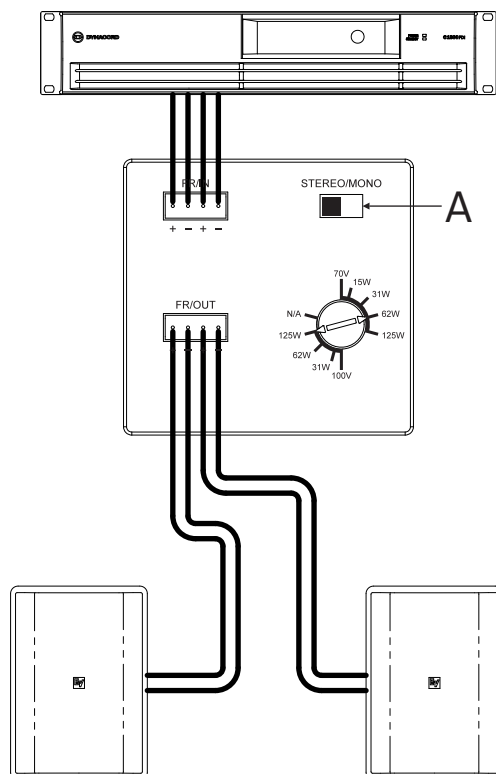 DYNACORD
FR/IN
STEREO/MONO
A
+ – + –
FR/OUT
70V
15W
31W
62W
125W
N/A
125W
62W
31W
100V